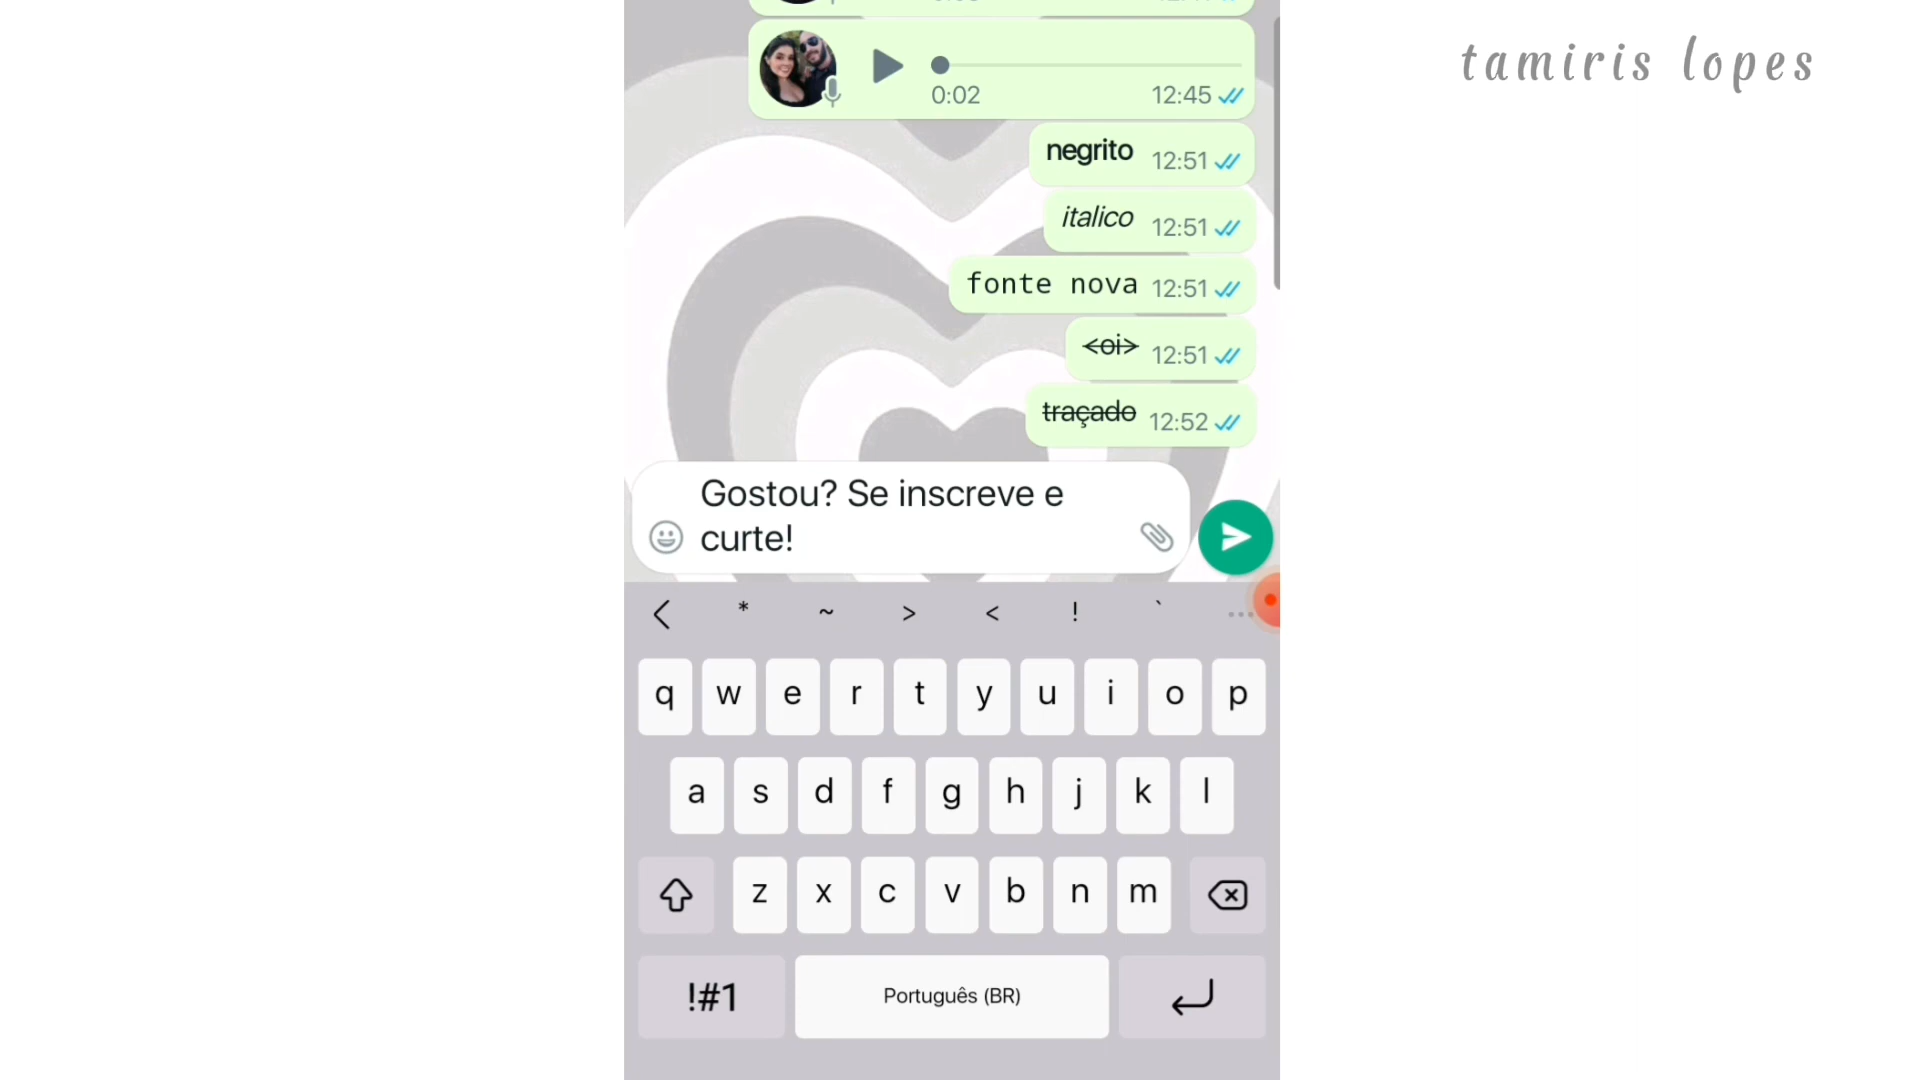 tamiris lopes
0:02 12:45
negrito 12:51
italico 12:51
fonte nova 12:51
<oi> 12:51
traçado 12:52
Gostou? Se inscreve e
curte!
* ~ > < ! `
q w e r t y u i o p
a s d f g h j k l
z x c v b n m
!#1 Português (BR)